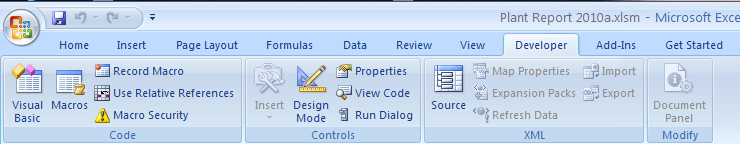 Plant Report 2010a.xlsm - Microsoft Exce
Home Insert Page Layout Formulas Data Review View Developer Add-Ins Get Started
Visual Basic
Macros
Record Macro
Use Relative References
Macro Security
Code
Insert
Design Mode
Properties
View Code
Run Dialog
Controls
Source
Map Properties
Expansion Packs
Refresh Data
Import
Export
XML
Document Panel
Modify